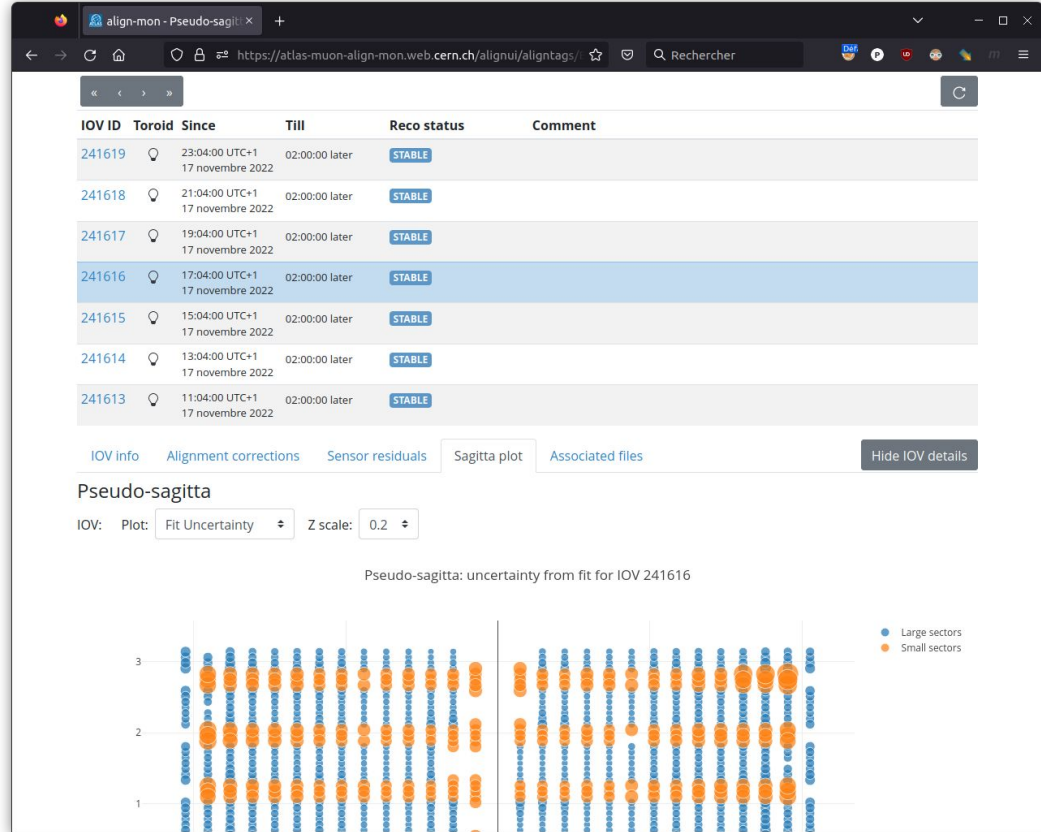 align-mon - Pseudo-sagit
https://atlas-muon-align-mon.web.cern.ch/alignui/aligntags/
Rechercher
Déf.
IOV ID Toroid Since Till Reco status Comment
241619 23:04:00 UTC+1 02:00:00 later STABLE
17 novembre 2022
241618 21:04:00 UTC+1 02:00:00 later STABLE
17 novembre 2022
241617 19:04:00 UTC+1 02:00:00 later STABLE
17 novembre 2022
241616 17:04:00 UTC+1 02:00:00 later STABLE
17 novembre 2022
241615 15:04:00 UTC+1 02:00:00 later STABLE
17 novembre 2022
241614 13:04:00 UTC+1 02:00:00 later STABLE
17 novembre 2022
241613 11:04:00 UTC+1 02:00:00 later STABLE
17 novembre 2022
IOV info Alignment corrections Sensor residuals Sagitta plot Associated files Hide IOV details
Pseudo-sagitta
IOV: Plot: Fit Uncertainty Z scale: 0.2
Pseudo-sagitta: uncertainty from fit for IOV 241616
Large sectors
Small sectors
3
2
1